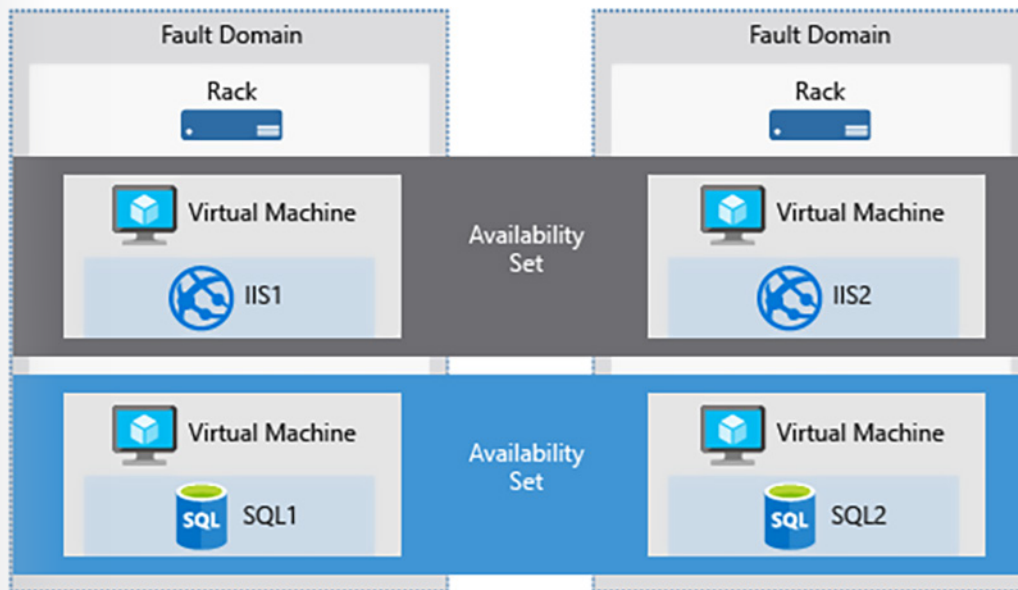 Fault Domain
Fault Domain
Rack
Rack
Virtual Machine
Availability
Set
Virtual Machine
IIS1
IIS2
Virtual Machine
Availability
Set
Virtual Machine
SQL SQL1
SQL SQL2